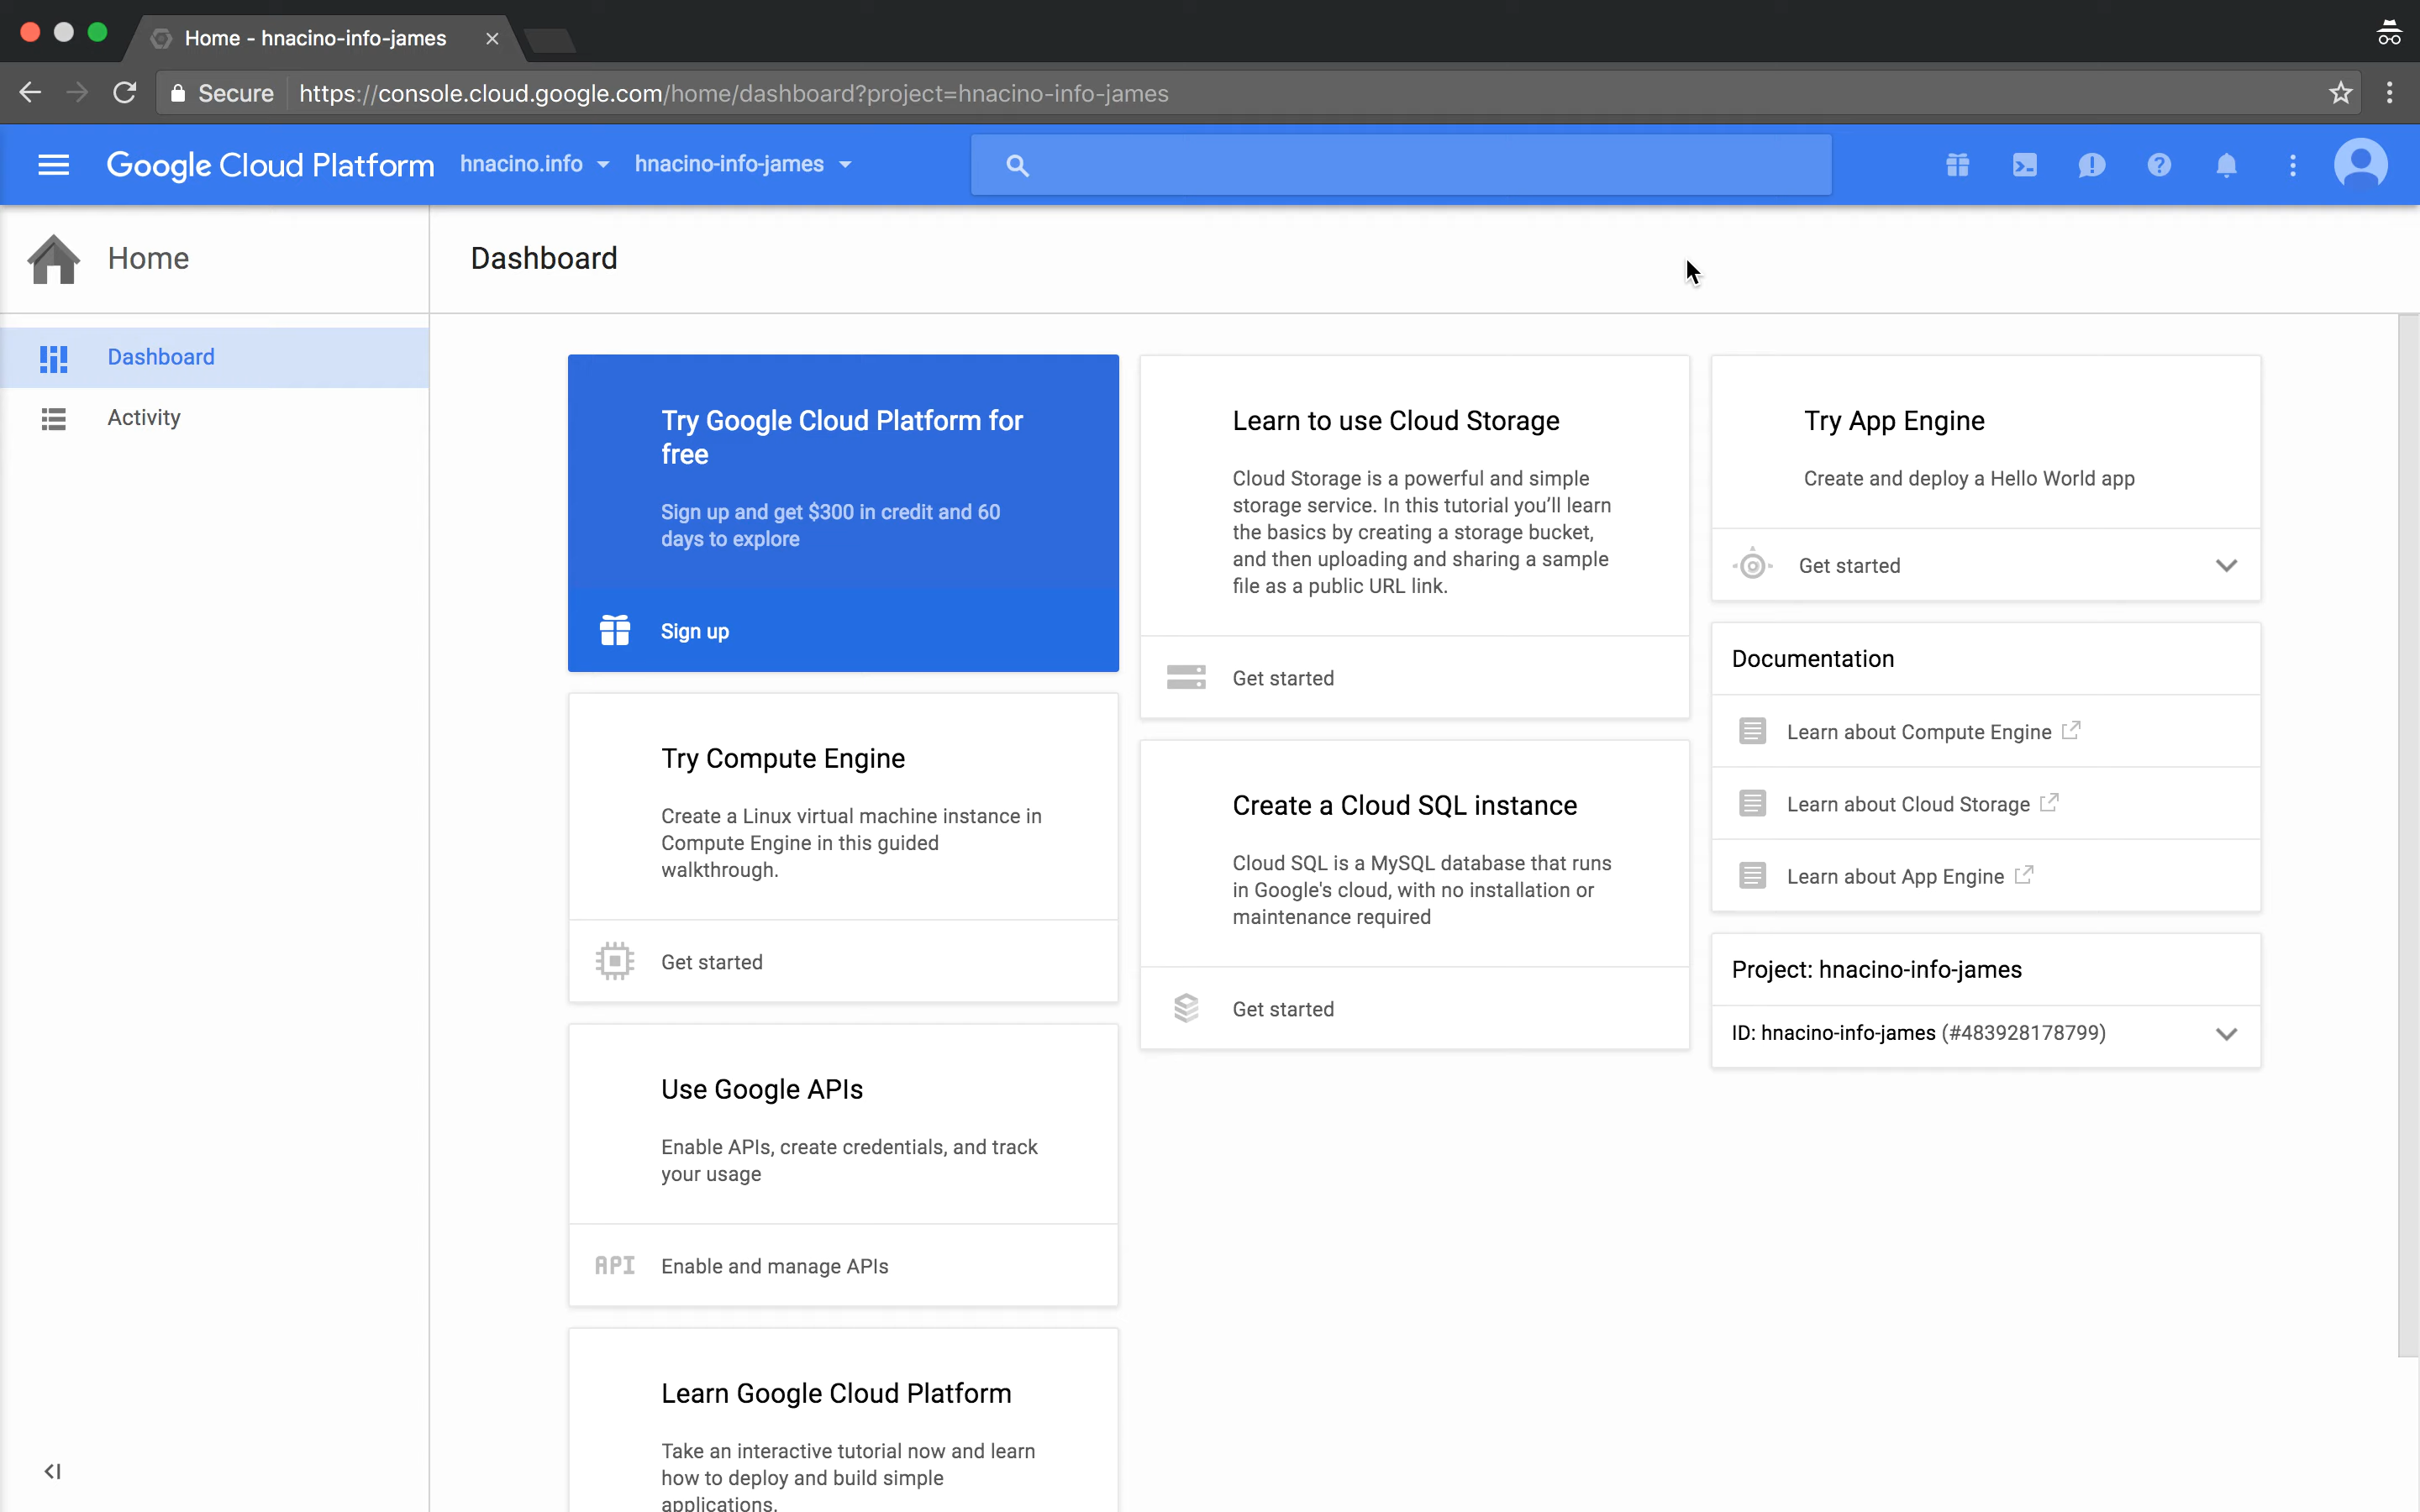 Home - hnacino-info-james
Secure
https://console.cloud.google.com/home/dashboard?project=hnacino-info-james
Google Cloud Platform
hnacino.info
hnacino-info-james
Home
Dashboard
Dashboard
Activity
Try Google Cloud Platform for
free
Sign up and get $300 in credit and 60
days to explore
Sign up
Try Compute Engine
Create a Linux virtual machine instance in
Compute Engine in this guided
walkthrough.
Get started
Use Google APIs
Enable APIs, create credentials, and track
your usage
API
Enable and manage APIs
Learn Google Cloud Platform
Take an interactive tutorial now and learn
how to deploy and build simple
applications.
Learn to use Cloud Storage
Cloud Storage is a powerful and simple
storage service. In this tutorial you'll learn
the basics by creating a storage bucket,
and then uploading and sharing a sample
file as a public URL link.
Get started
Create a Cloud SQL instance
Cloud SQL is a MySQL database that runs
in Google's cloud, with no installation or
maintenance required
Get started
Try App Engine
Create and deploy a Hello World app
Get started
Documentation
Learn about Compute Engine
Learn about Cloud Storage
Learn about App Engine
Project: hnacino-info-james
ID: hnacino-info-james (#483928178799)